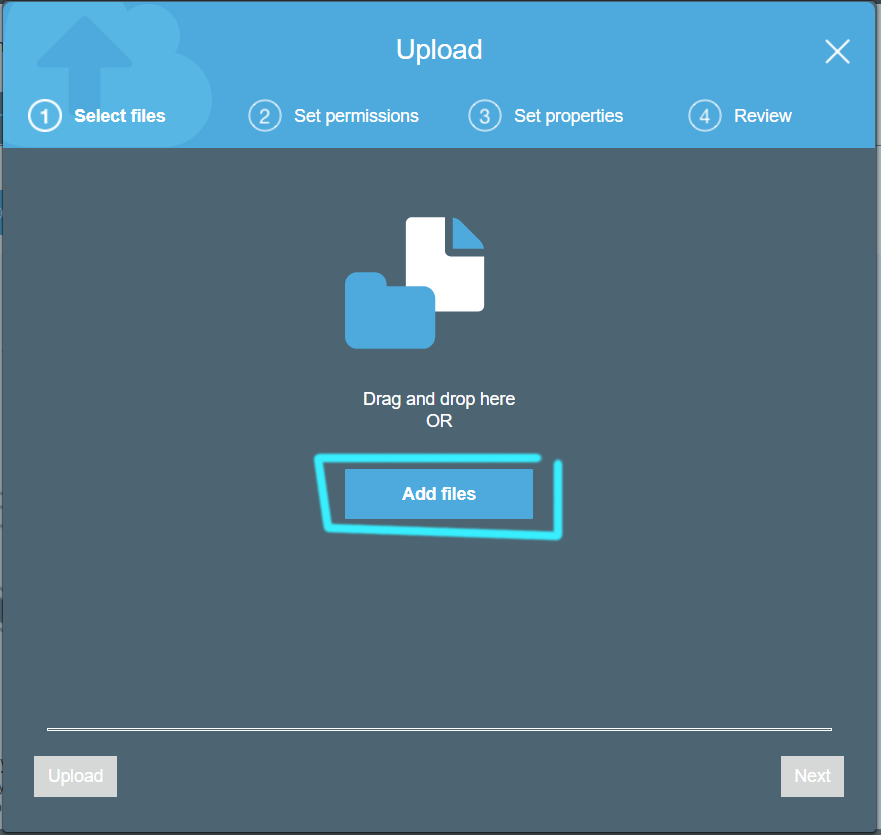 Upload
1 Select files
2 Set permissions
3 Set properties
4 Review
Drag and drop here
OR
Add files
Upload
Next